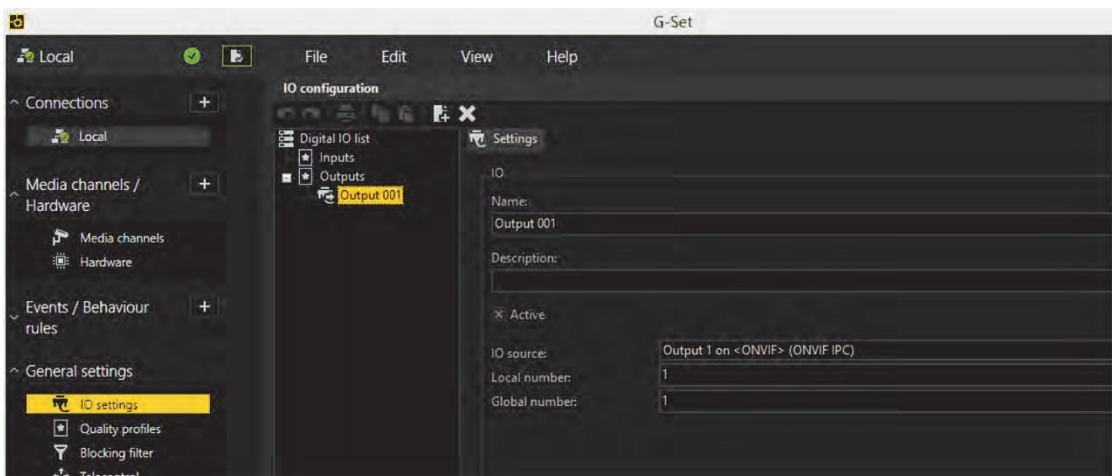 G-Set
Local
File Edit View Help
Connections
Local
Media channels /
Hardware
Media channels
Hardware
Events / Behaviour
rules
General settings
IO settings
Quality profiles
Blocking filter
Telecontrol
IO configuration
Digital IO list
Inputs
Outputs
Output 001
Settings
IO
Name:
Output 001
Description:
Active
IO source: Output 1 on <ONVIF> (ONVIF IPC)
Local number: 1
Global number: 1